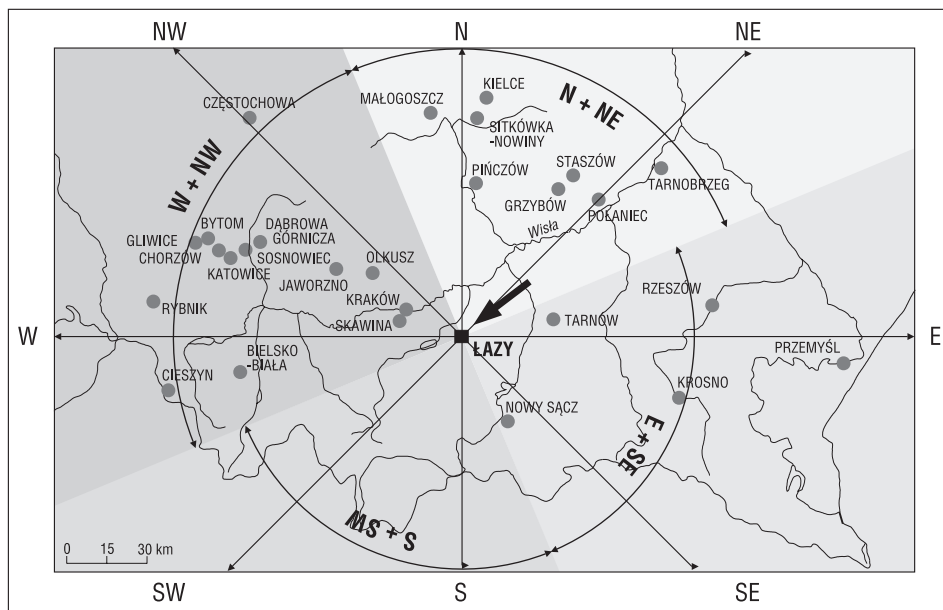 NW
N
NE
CZĘSTOCHOWA
MAŁOGOSZCZ
KIELCE
SITKÓWKA
-NOWINY
N + NE
W + NW
PIŃCZÓW
STASZÓW
GRZYBÓW
POŁANIEC
TARNOBRZEG
Wisła
BYTOM
DĄBROWA
GÓRNICZA
GLIWICE
CHORZÓW
SOSNOWIEC
KATOWICE
JAWORZNO
OLKUSZ
KRAKÓW
SKAWINA
RYBNIK
RZESZÓW
TARNÓW
W
E
ŁAZY
BIELSKO
-BIAŁA
CIESZYN
PRZEMYŚL
KROSNO
NOWY SĄCZ
E + SE
S + SW
0 15 30 km
SW
S
SE